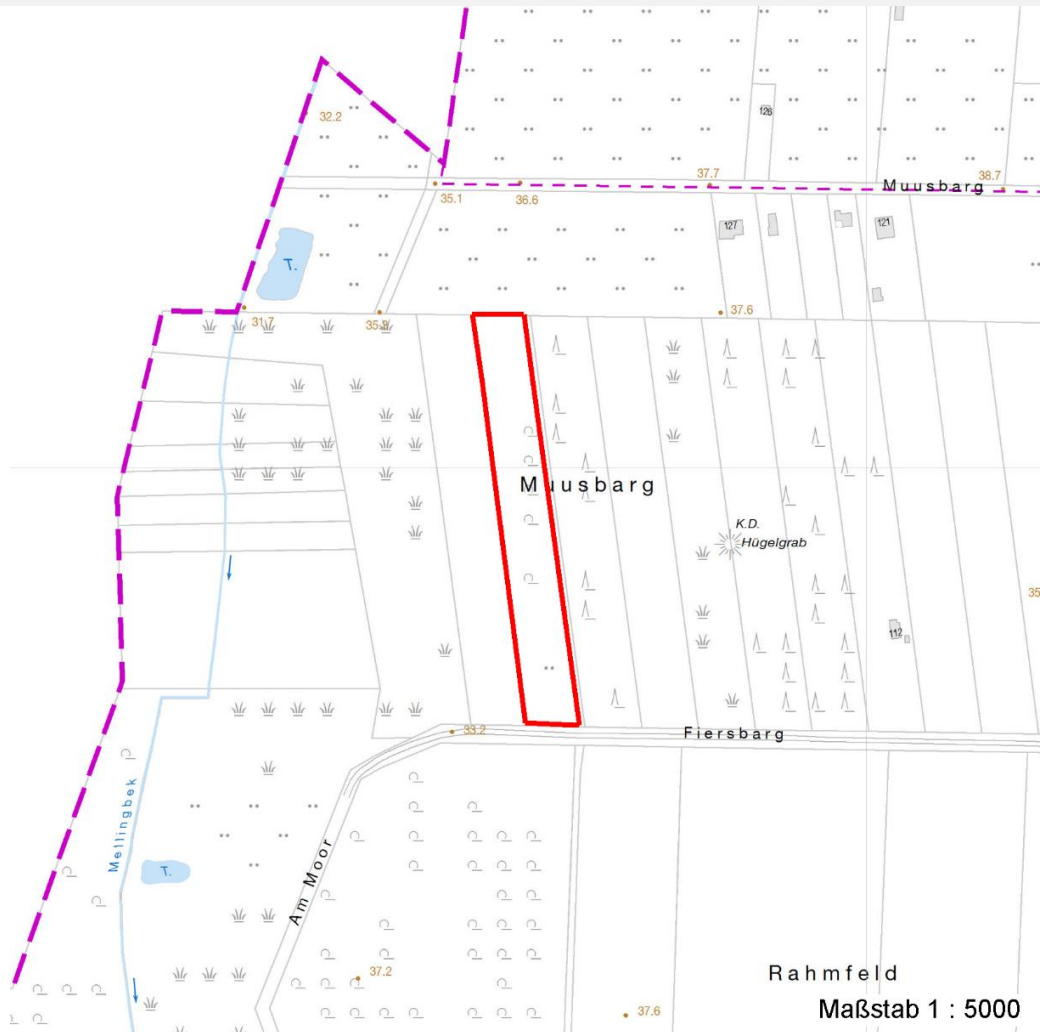 32.2
126
37.7
38.7
Muusbarg
35.1
36.6
127
121
T.
31.7
35.3
37.6
Muusbarg
K.D.
Hügelgrab
35
112
33.2
Fiersbarg
Mellingbek
T.
Am Moor
37.2
Rahmfeld
37.6
Maßstab 1 : 5000